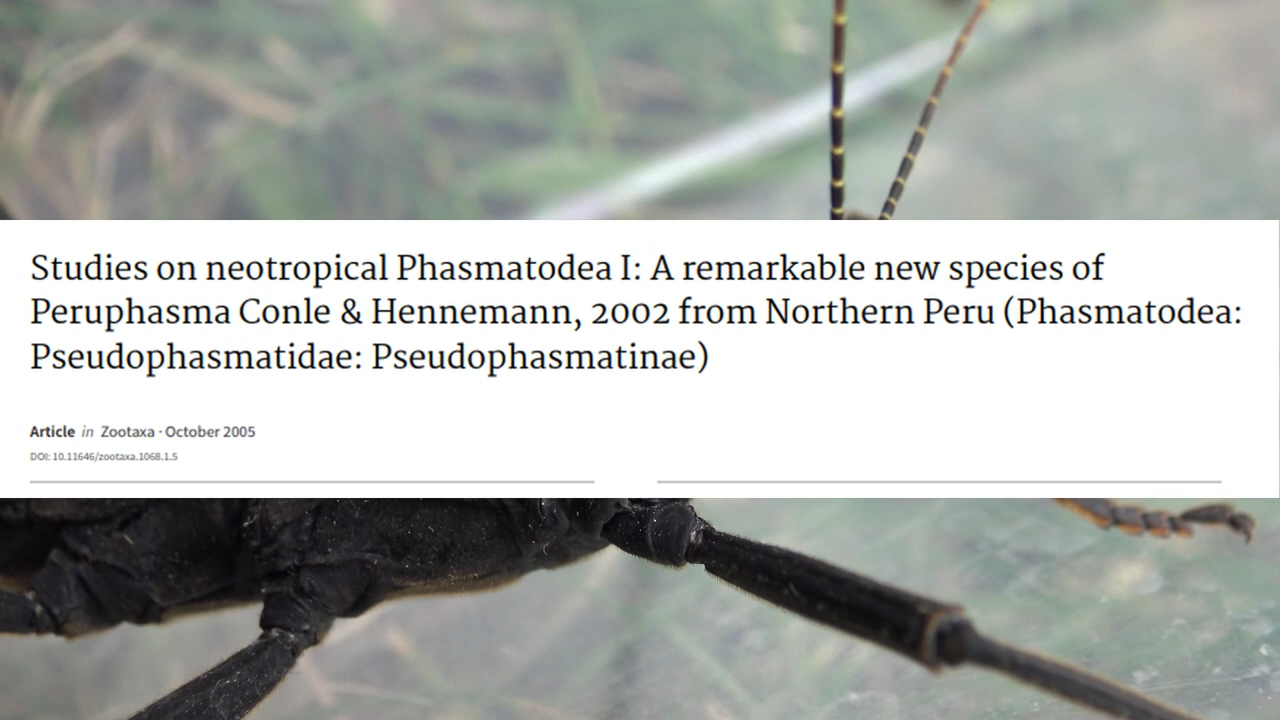 Studies on neotropical Phasmatodea I: A remarkable new species of
Peruphasma Conle & Hennemann, 2002 from Northern Peru (Phasmatodea:
Pseudophasmatidae: Pseudophasmatinae)
Article in Zootaxa · October 2005
DOI: 10.11646/zootaxa.1068.1.5